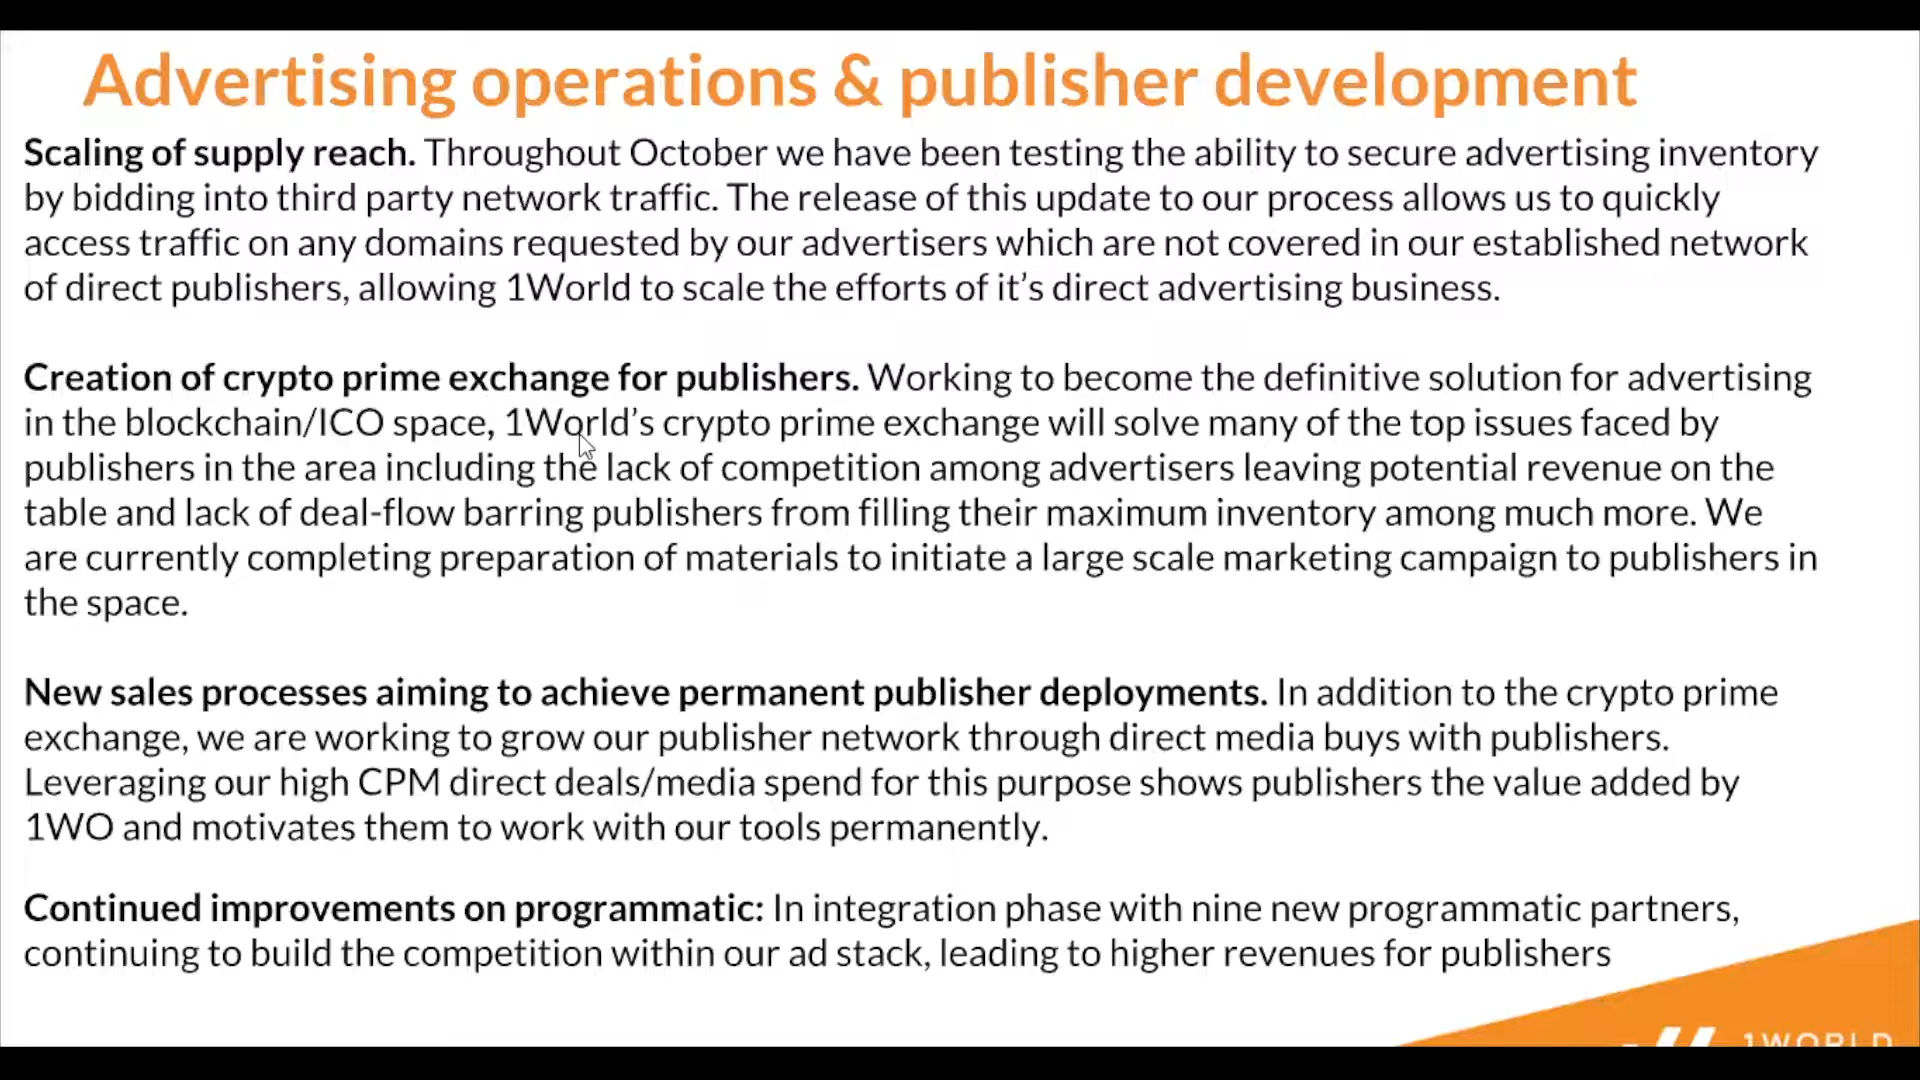 Advertising operations & publisher development
Scaling of supply reach. Throughout October we have been testing the ability to secure advertising inventory
by bidding into third party network traffic. The release of this update to our process allows us to quickly
access traffic on any domains requested by our advertisers which are not covered in our established network
of direct publishers, allowing 1World to scale the efforts of it’s direct advertising business.
Creation of crypto prime exchange for publishers. Working to become the definitive solution for advertising
in the blockchain/ICO space, 1World’s crypto prime exchange will solve many of the top issues faced by
publishers in the area including the lack of competition among advertisers leaving potential revenue on the
table and lack of deal-flow barring publishers from filling their maximum inventory among much more. We
are currently completing preparation of materials to initiate a large scale marketing campaign to publishers in
the space.
New sales processes aiming to achieve permanent publisher deployments. In addition to the crypto prime
exchange, we are working to grow our publisher network through direct media buys with publishers.
Leveraging our high CPM direct deals/media spend for this purpose shows publishers the value added by
1WO and motivates them to work with our tools permanently.
Continued improvements on programmatic: In integration phase with nine new programmatic partners,
continuing to build the competition within our ad stack, leading to higher revenues for publishers
1WORLD